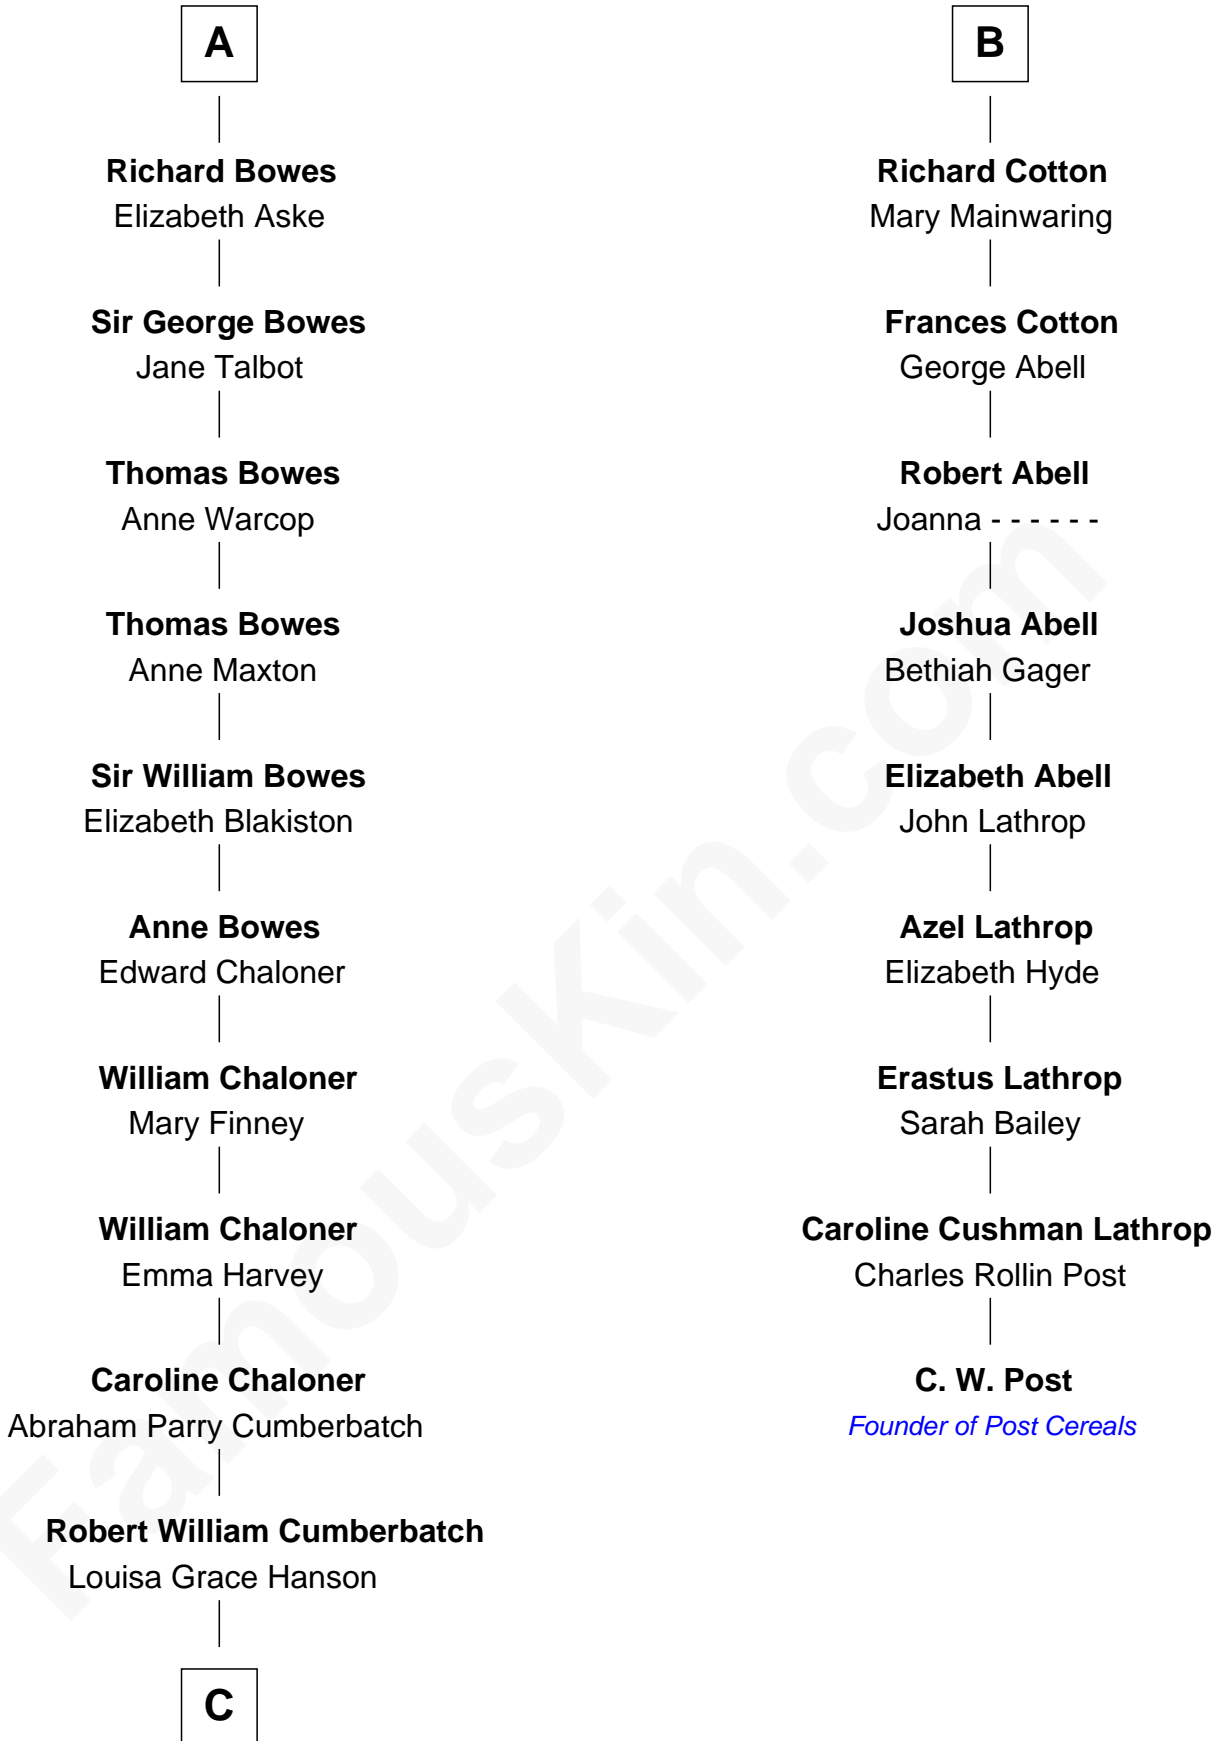 A
Richard Bowes
Elizabeth Aske
Sir George Bowes
Jane Talbot
Thomas Bowes
Anne Warcop
Thomas Bowes
Anne Maxton
Sir William Bowes
Elizabeth Blakiston
Anne Bowes
Edward Chaloner
William Chaloner
Mary Finney
William Chaloner
Emma Harvey
Caroline Chaloner
Abraham Parry Cumberbatch
Robert William Cumberbatch
Louisa Grace Hanson
C
B
Richard Cotton
Mary Mainwaring
Frances Cotton
George Abell
Robert Abell
Joanna - - - - - -
Joshua Abell
Bethiah Gager
Elizabeth Abell
John Lathrop
Azel Lathrop
Elizabeth Hyde
Erastus Lathrop
Sarah Bailey
Caroline Cushman Lathrop
Charles Rollin Post
C. W. Post
Founder of Post Cereals
FamousKin.com